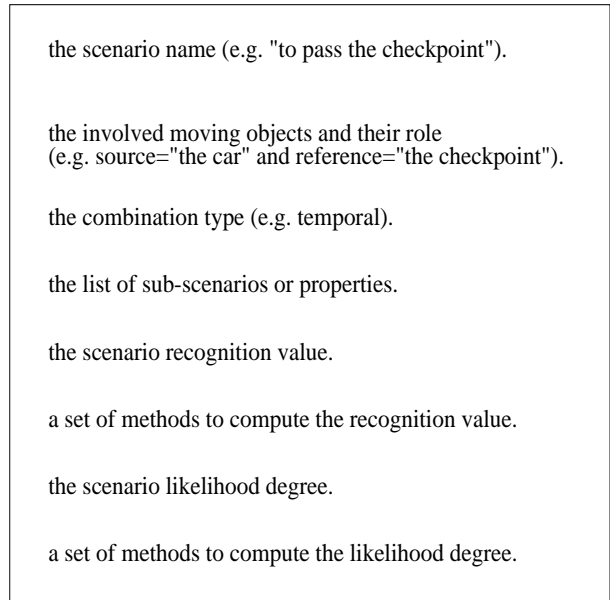 the scenario name (e.g. "to pass the checkpoint").
the involved moving objects and their role
(e.g. source="the car" and reference="the checkpoint").
the combination type (e.g. temporal).
the list of sub-scenarios or properties.
the scenario recognition value.
a set of methods to compute the recognition value.
the scenario likelihood degree.
a set of methods to compute the likelihood degree.